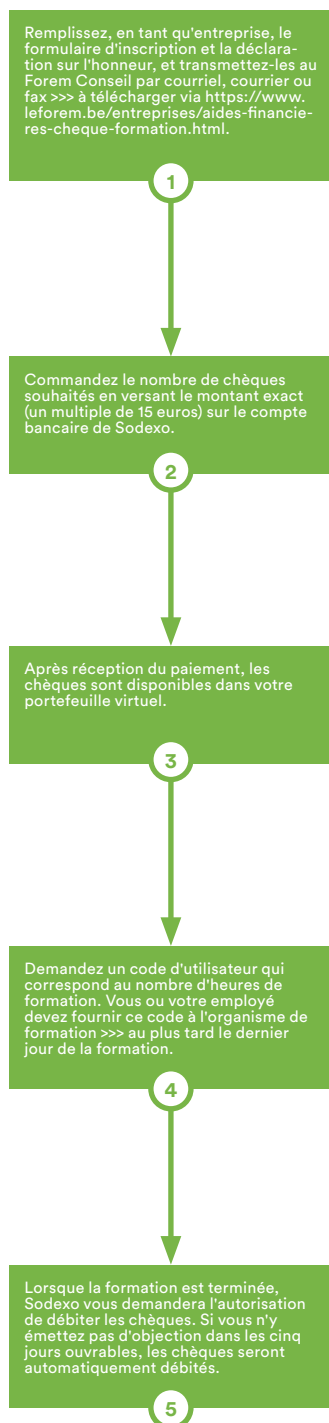 Remplissez, en tant qu'entreprise, le
formulaire d'inscription et la déclara-
tion sur l'honneur, et transmettez-les au
Forem Conseil par courriel, courrier ou
fax >>> à télécharger via https://www.
leforem.be/entreprises/aides-financie-
res-cheque-formation.html.
1
Commandez le nombre de chèques
souhaités en versant le montant exact
(un multiple de 15 euros) sur le compte
bancaire de Sodexo.
2
Après réception du paiement, les
chèques sont disponibles dans votre
portefeuille virtuel.
3
Demandez un code d'utilisateur qui
correspond au nombre d'heures de
formation. Vous ou votre employé
devez fournir ce code à l'organisme de
formation >>> au plus tard le dernier
jour de la formation.
4
Lorsque la formation est terminée,
Sodexo vous demandera l'autorisation
de débiter les chèques. Si vous n'y
émettez pas d'objection dans les cinq
jours ouvrables, les chèques seront
automatiquement débités.
5